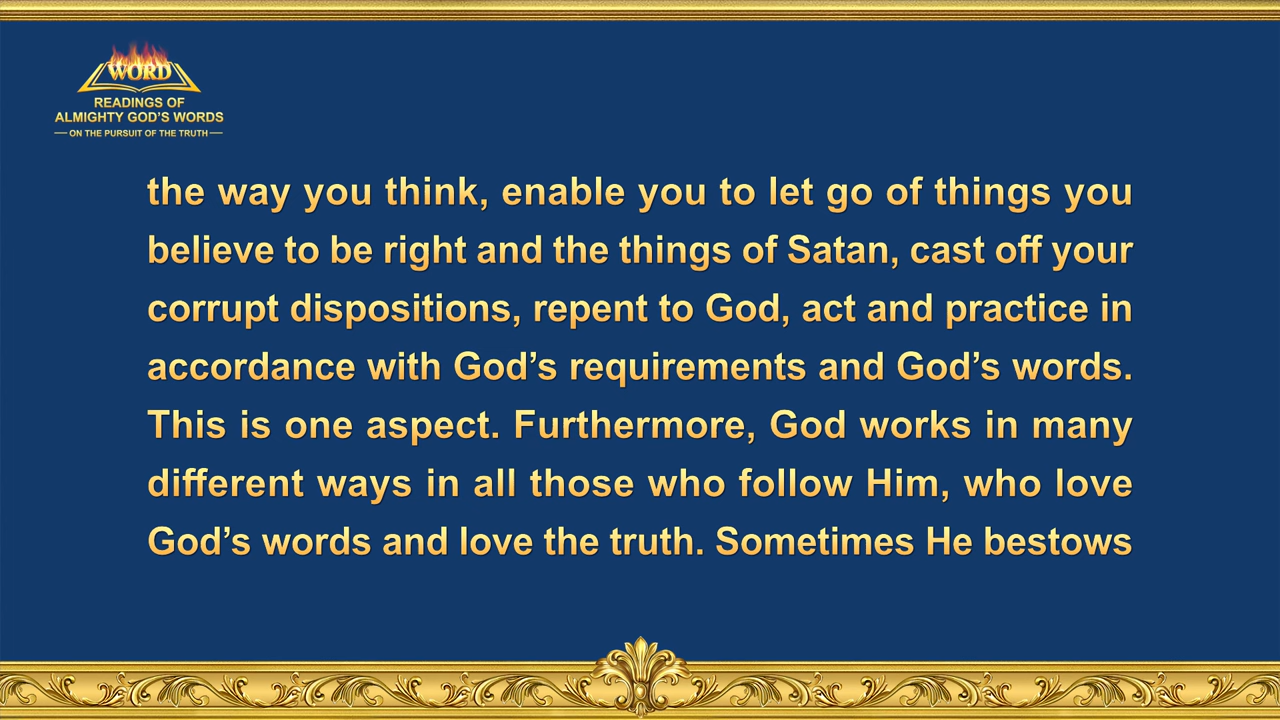 WORD
READINGS OF
ALMIGHTY GOD'S WORDS
ON THE PURSUIT OF THE TRUTH
the way you think, enable you to let go of things you
believe to be right and the things of Satan, cast off your
corrupt dispositions, repent to God, act and practice in
accordance with God’s requirements and God’s words.
This is one aspect. Furthermore, God works in many
different ways in all those who follow Him, who love
God’s words and love the truth. Sometimes He bestows